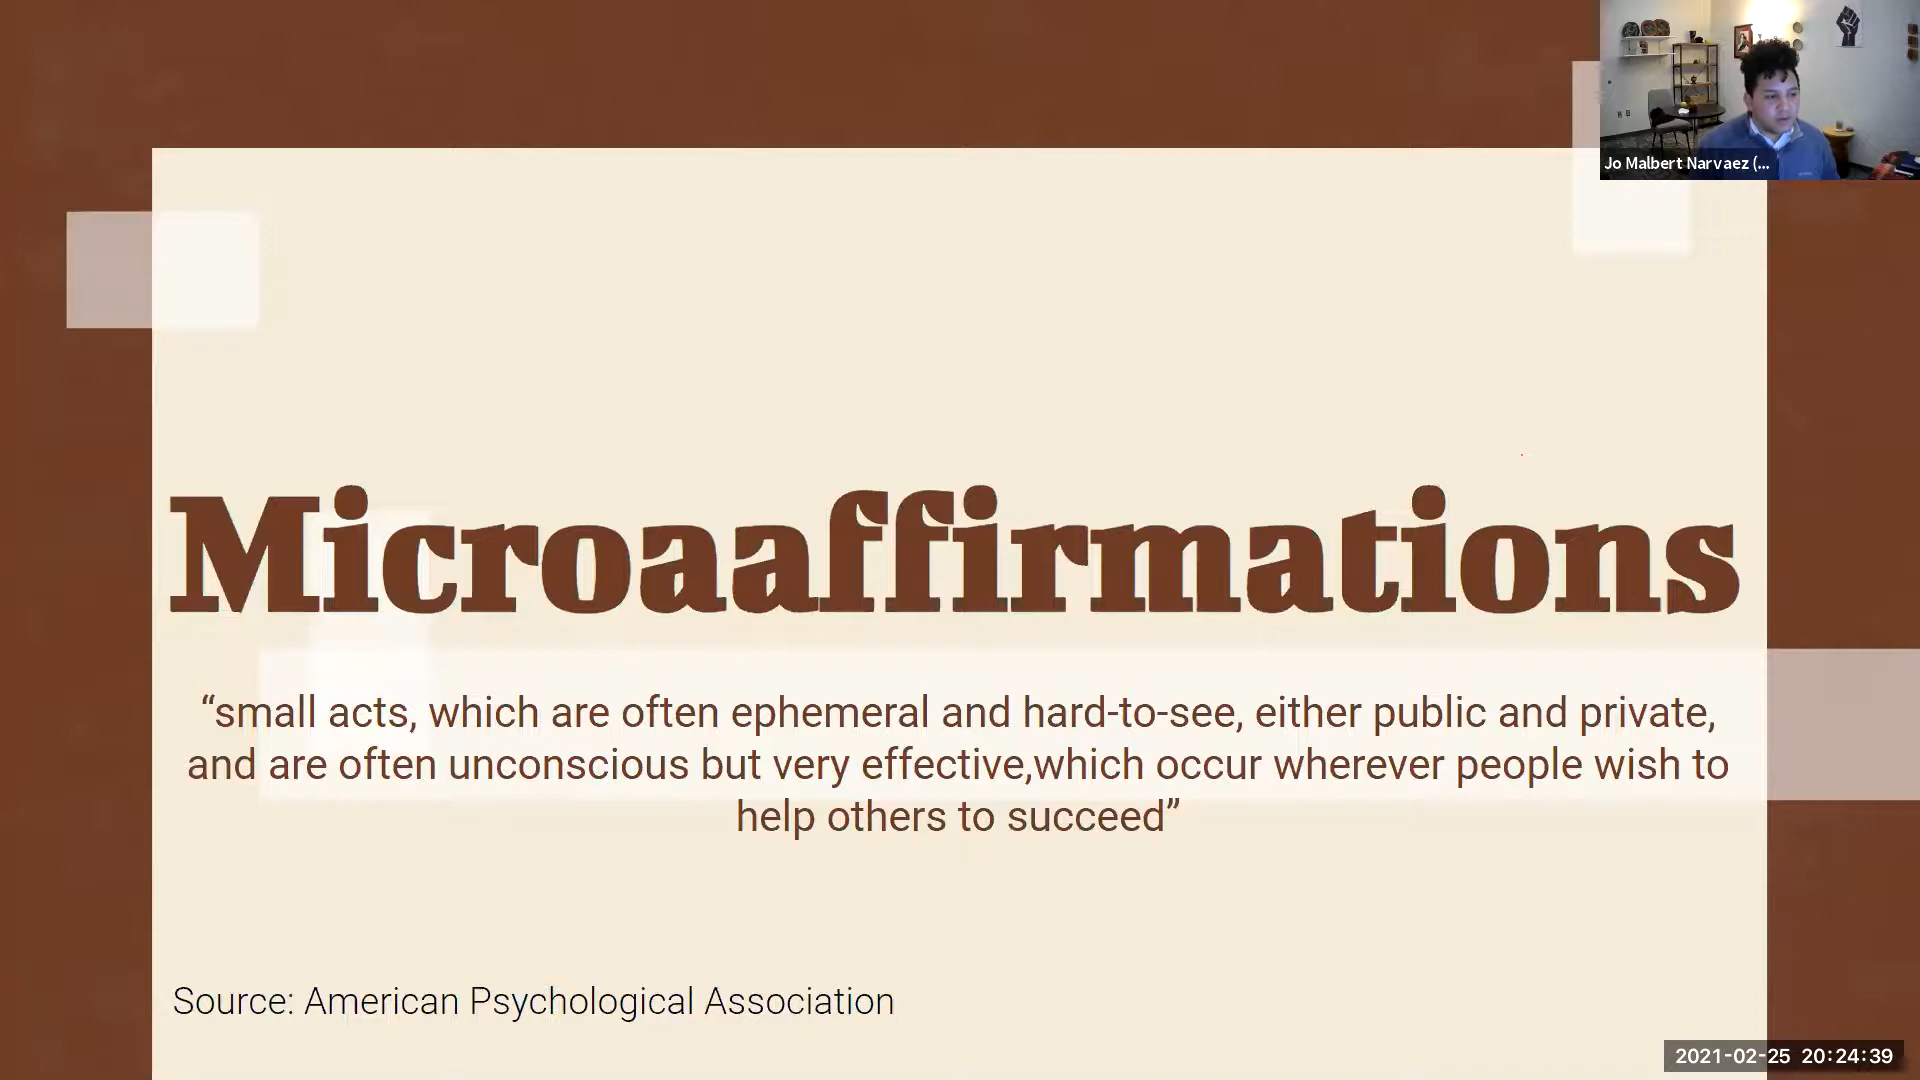 Jo Malbert Narvaez (...
Microaaffirmations
“small acts, which are often ephemeral and hard-to-see, either public and private,
and are often unconscious but very effective,which occur wherever people wish to
help others to succeed”
Source: American Psychological Association
2021-02-25 20:24:39